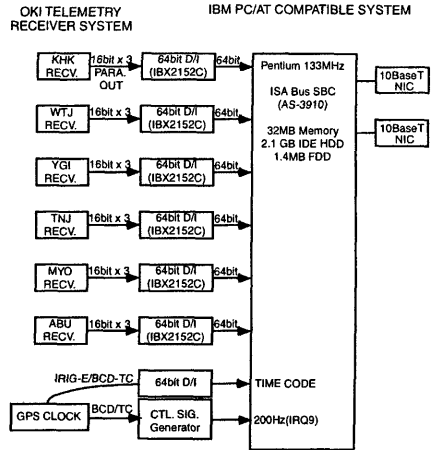 OKI TELEMETRY
RECEIVER SYSTEM
IBM PC/AT COMPATIBLE SYSTEM
KHK
RECV.
16bit x 3
PARA.
OUT
64bit D/I
(IBX2152C)
64bit
Pentium 133MHz
ISA Bus SBC
(AS-3910)
32MB Memory
2.1 GB IDE HDD
1.4MB FDD
10BaseT
NIC
10BaseT
NIC
WTJ
RECV.
16bit x 3
64bit D/I
(IBX2152C)
64bit
YGI
RECV.
16bit x 3
64bit D/I
(IBX2152C)
64bit
TNJ
RECV.
16bit x 3
64bit D/I
(IBX2152C)
64bit
MYO
RECV.
16bit x 3
64bit D/I
(IBX2152C)
64bit
ABU
RECV.
16bit x 3
64bit D/I
(IBX2152C)
64bit
IRIG-E/BCD-TC
64bit D/I
TIME CODE
GPS CLOCK
BCD/TC
CTL. SIG.
Generator
200Hz(IRQ9)